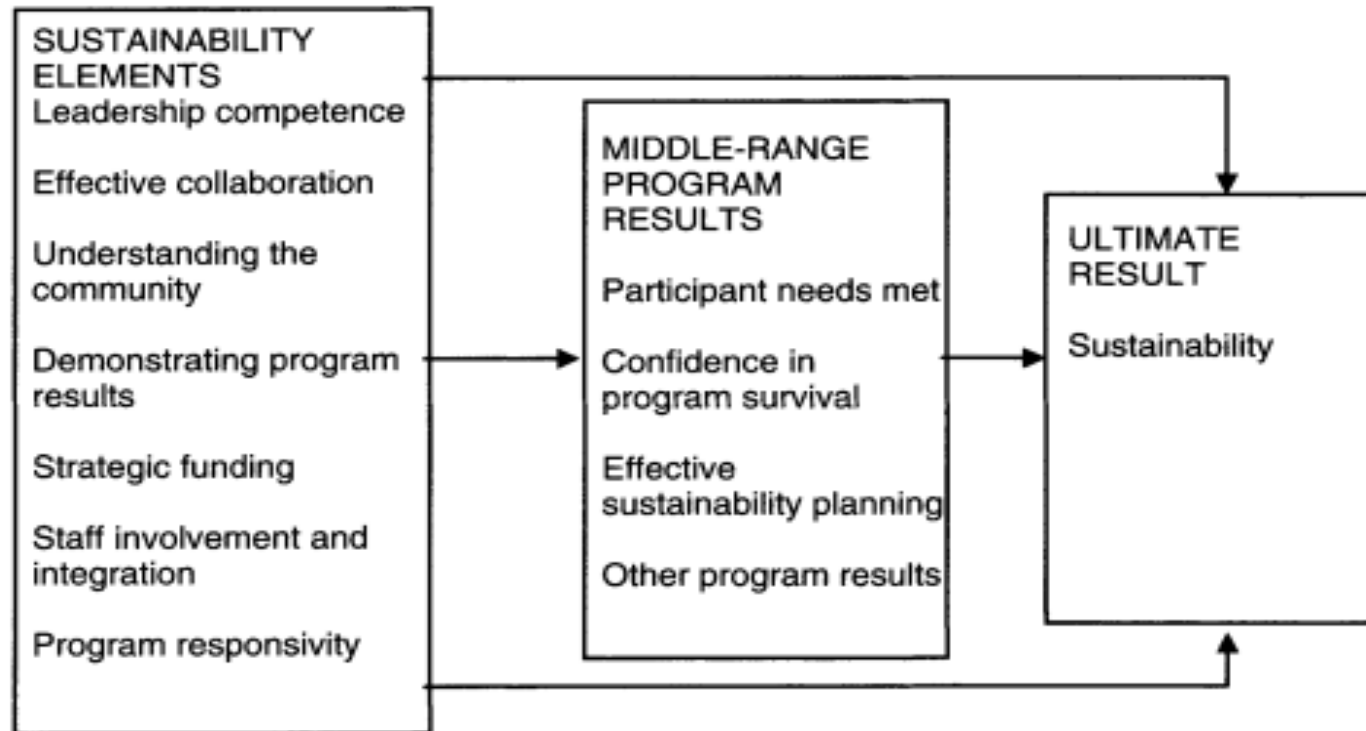 SUSTAINABILITY
ELEMENTS
Leadership competence
Effective collaboration
Understanding the
community
Demonstrating program
results
Strategic funding
Staff involvement and
integration
Program responsivity
MIDDLE-RANGE
PROGRAM
RESULTS
Participant needs met
Confidence in
program survival
Effective
sustainability planning
Other program results
ULTIMATE
RESULT
Sustainability